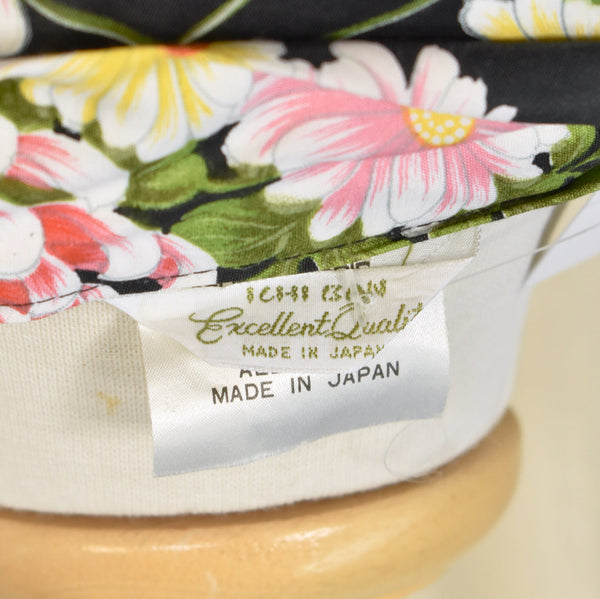 ICHI BAN
Excellent Quality
MADE IN JAPAN
MADE IN JAPAN